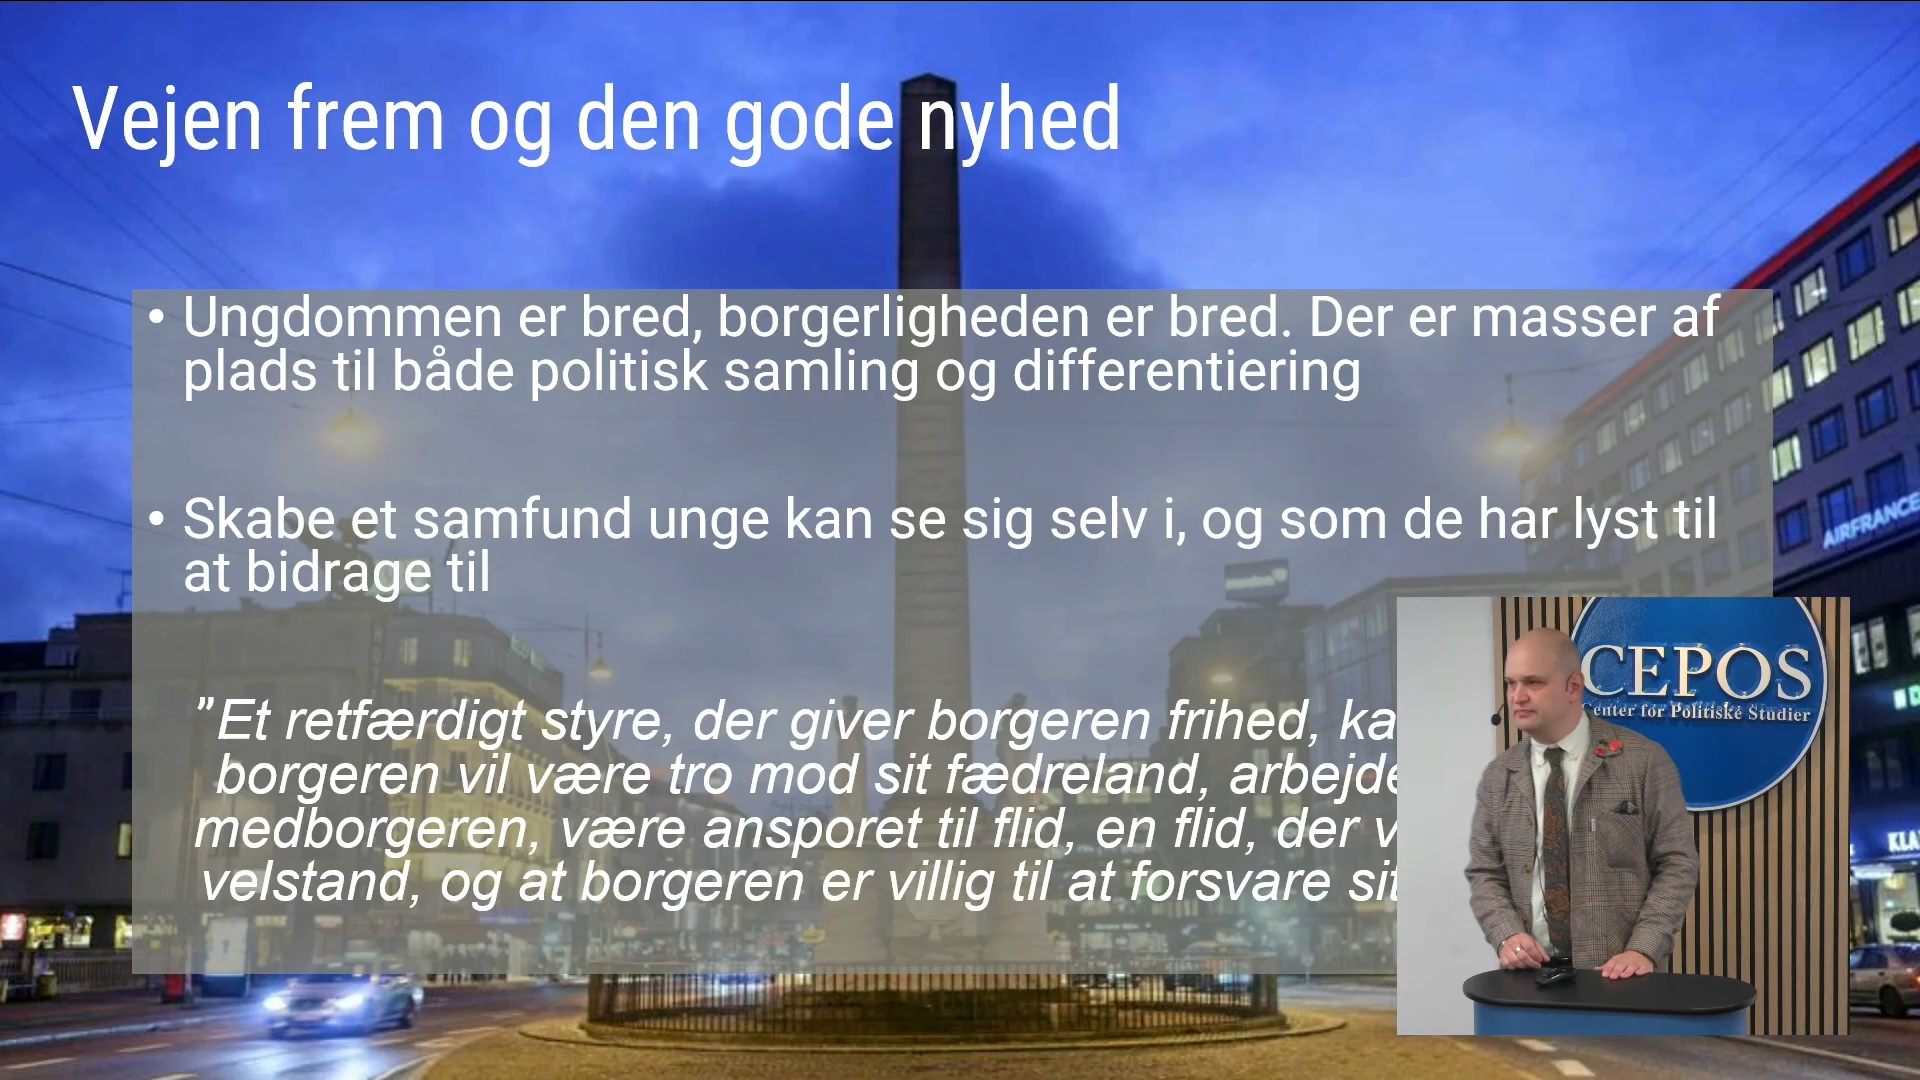 Vejen frem og den gode nyhed
• Ungdommen er bred, borgerligheden er bred. Der er masser af
plads til både politisk samling og differentiering
• Skabe et samfund unge kan se sig selv i, og som de har lyst til
at bidrage til
"Et retfærdigt styre, der giver borgeren frihed,
borgeren vil være tro mod sit fædreland,
medborgeren, være ansporet til flid, en flid, der
velstand, og at borgeren er villig til at forsvare
AIRFRANCE
CEPOS
Center for Politiske Studier